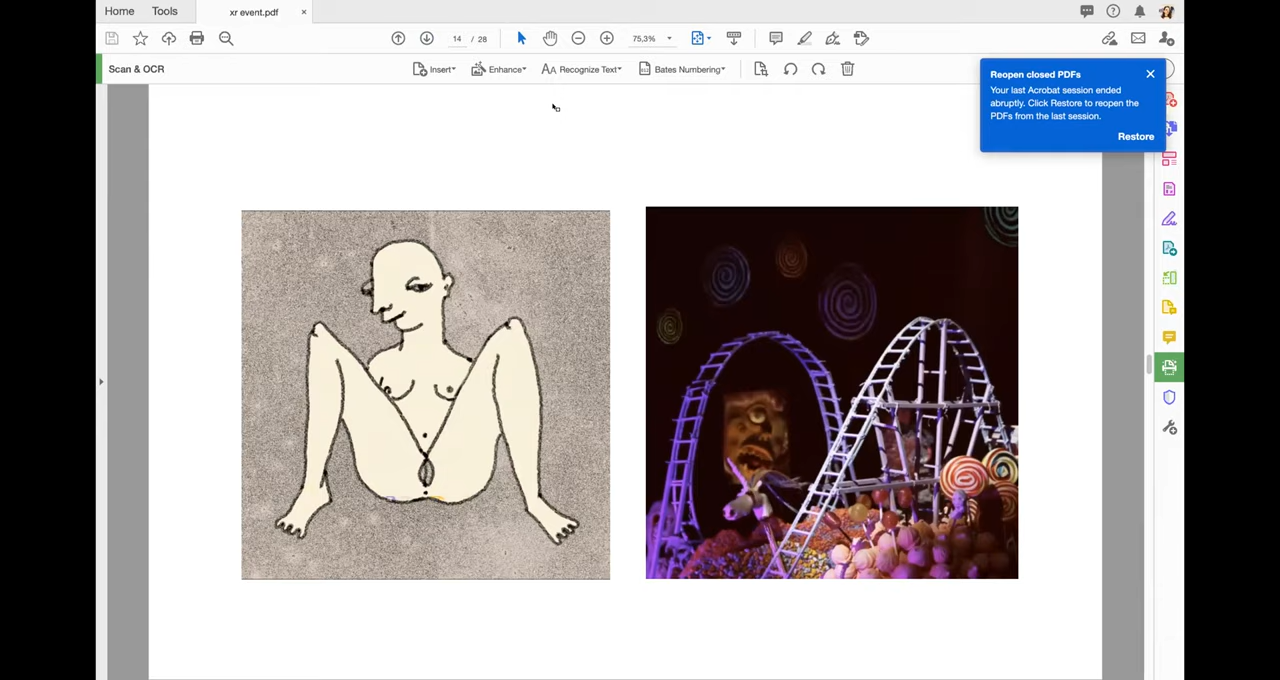 Home Tools xr event.pdf ×
14 / 28 75,3%
Scan & OCR Insert Enhance Recognize Text Bates Numbering
Reopen closed PDFs
Your last Acrobat session ended
abruptly. Click Restore to reopen the
PDFs from the last session.
Restore